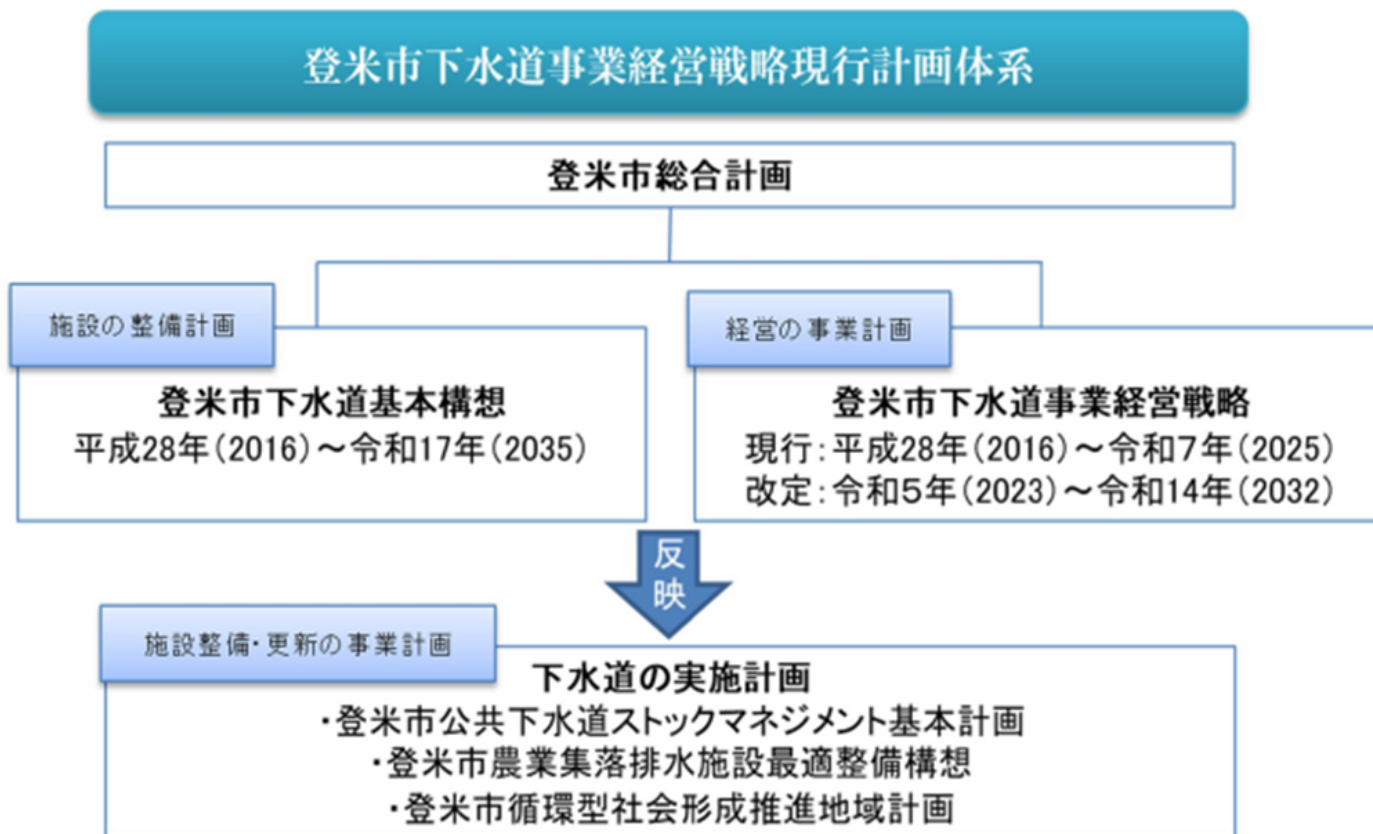 登米市下水道事業経営戦略現行計画体系
登米市総合計画
施設の整備計画
登米市下水道基本構想
平成28年(2016)～令和17年(2035)
経営の事業計画
登米市下水道事業経営戦略
現行:平成28年(2016)～令和7年(2025)
改定:令和5年(2023)～令和14年(2032)
反
映
施設整備・更新の事業計画
下水道の実施計画
・登米市公共下水道ストックマネジメント基本計画
・登米市農業集落排水施設最適整備構想
・登米市循環型社会形成推進地域計画